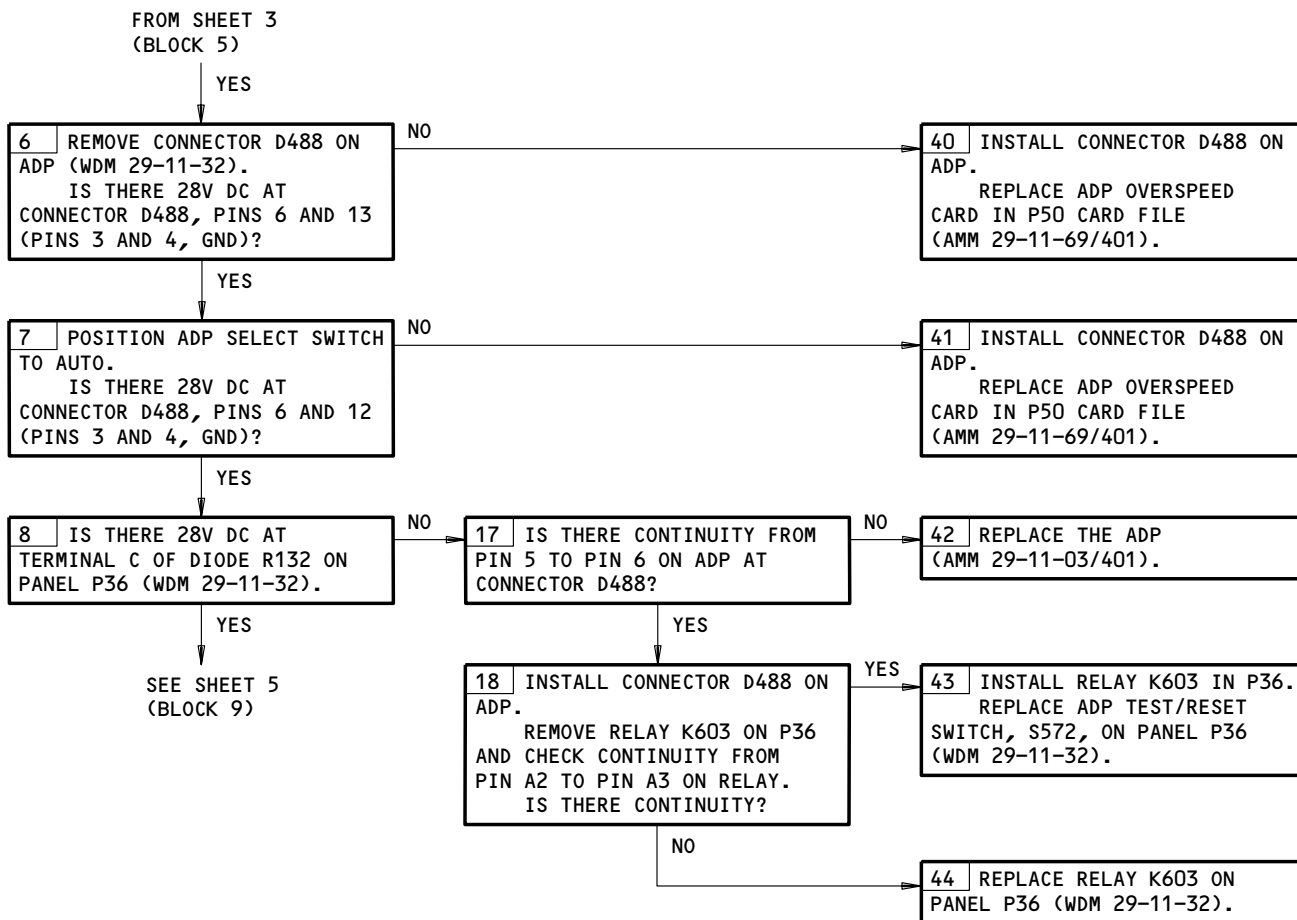 FROM SHEET 3
(BLOCK 5)
YES
6 REMOVE CONNECTOR D488 ON
ADP (WDM 29-11-32).
IS THERE 28V DC AT
CONNECTOR D488, PINS 6 AND 13
(PINS 3 AND 4, GND)?
NO
40 INSTALL CONNECTOR D488 ON
ADP.
REPLACE ADP OVERSPEED
CARD IN P50 CARD FILE
(AMM 29-11-69/401).
YES
7 POSITION ADP SELECT SWITCH
TO AUTO.
IS THERE 28V DC AT
CONNECTOR D488, PINS 6 AND 12
(PINS 3 AND 4, GND)?
NO
41 INSTALL CONNECTOR D488 ON
ADP.
REPLACE ADP OVERSPEED
CARD IN P50 CARD FILE
(AMM 29-11-69/401).
YES
8 IS THERE 28V DC AT
TERMINAL C OF DIODE R132 ON
PANEL P36 (WDM 29-11-32).
NO
17 IS THERE CONTINUITY FROM
PIN 5 TO PIN 6 ON ADP AT
CONNECTOR D488?
NO
42 REPLACE THE ADP
(AMM 29-11-03/401).
YES
SEE SHEET 5
(BLOCK 9)
YES
18 INSTALL CONNECTOR D488 ON
ADP.
REMOVE RELAY K603 ON P36
AND CHECK CONTINUITY FROM
PIN A2 TO PIN A3 ON RELAY.
IS THERE CONTINUITY?
YES
43 INSTALL RELAY K603 IN P36.
REPLACE ADP TEST/RESET
SWITCH, S572, ON PANEL P36
(WDM 29-11-32).
NO
44 REPLACE RELAY K603 ON
PANEL P36 (WDM 29-11-32).